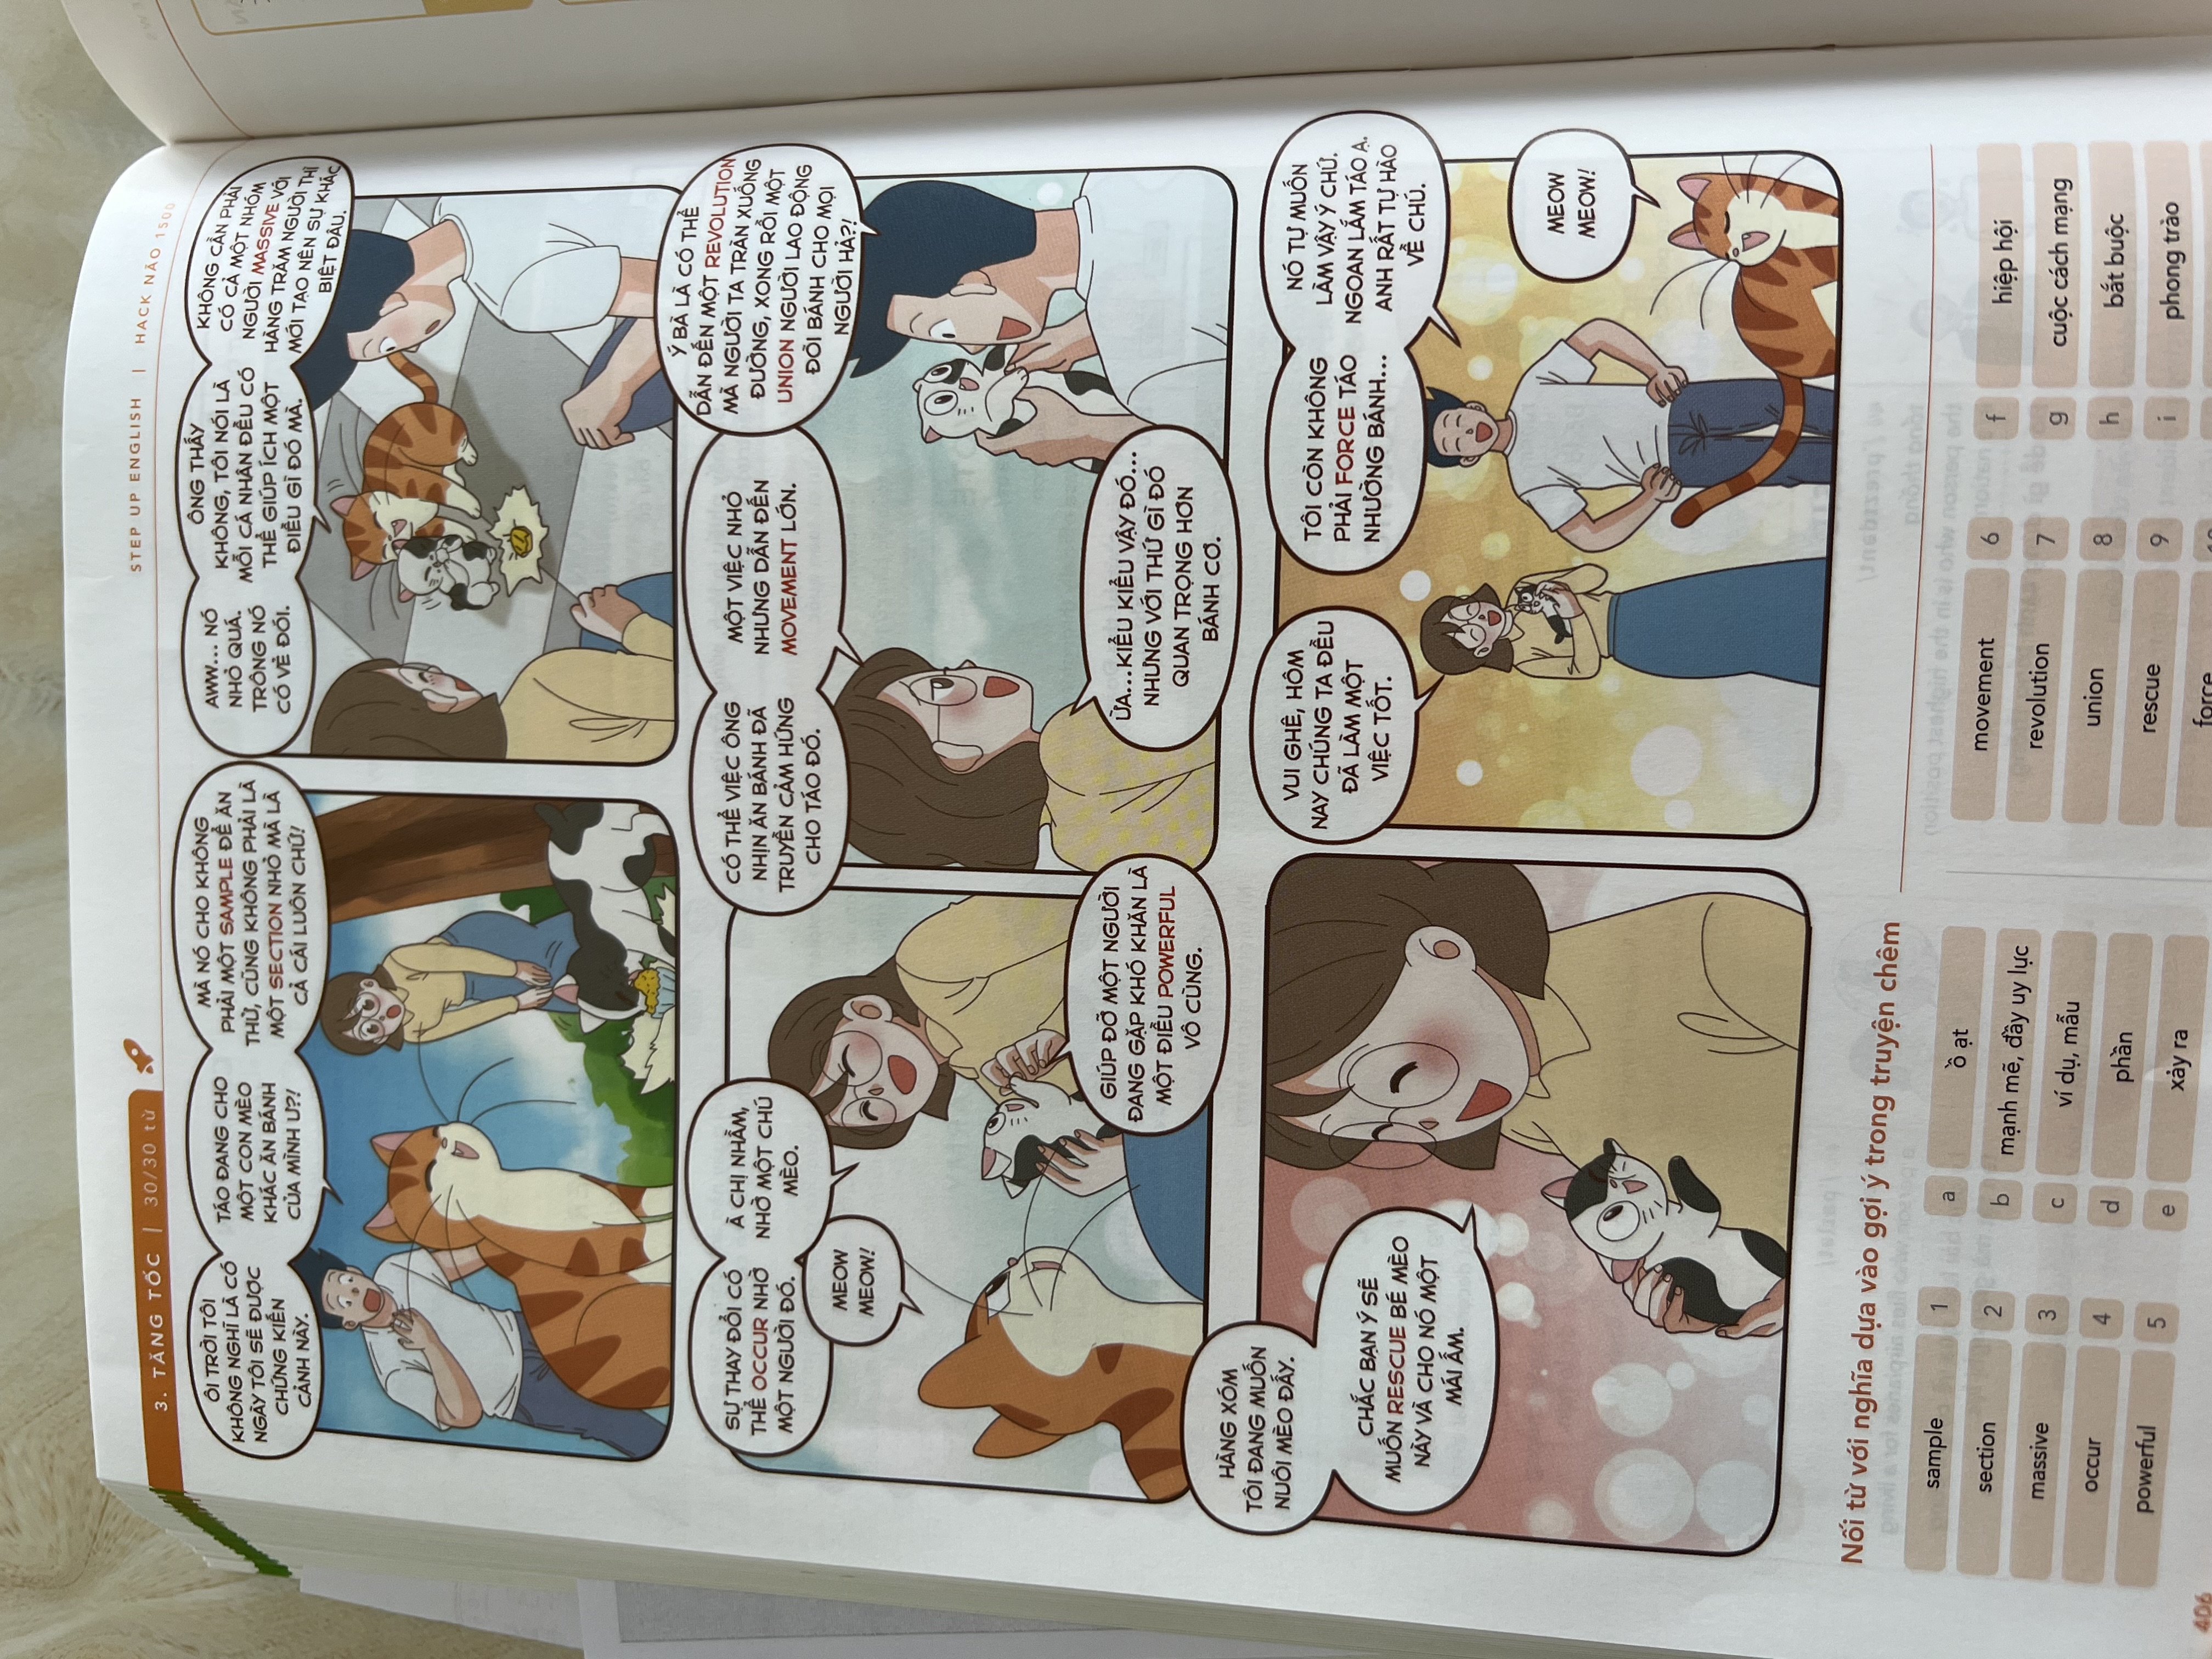 3. TĂNG TỐC | 30/30 từ
STEP UP ENGLISH | HACK NÃO 1500
ÔI TRỜI TÔI
KHÔNG NGHĨ LÀ CÓ
NGÀY TÔI SẼ ĐƯỢC
CHỨNG KIẾN
CẢNH NÀY.
TÁO ĐANG CHO
MỘT CON MÈO
KHÁC ĂN BÁNH
CỦA MÌNH Ư?!
MÀ NÓ CHO KHÔNG
PHẢI MỘT SAMPLE ĐỂ ĂN
THỬ, CŨNG KHÔNG PHẢI LÀ
MỘT SECTION NHỎ MÀ LÀ
CẢ CÁI LUÔN CHỨ!
AWW... NÓ
NHỎ QUÁ.
TRÔNG NÓ
CÓ VẺ ĐÓI.
ÔNG THẤY
KHÔNG, TÔI NÓI LÀ
MỖI CÁ NHÂN ĐỀU CÓ
THỂ GIÚP ÍCH MỘT
ĐIỀU GÌ ĐÓ MÀ.
KHÔNG CẦN PHẢI
CÓ CẢ MỘT NHÓM
NGƯỜI MASSIVE VỚI
HÀNG TRĂM NGƯỜI THÌ
MỚI TẠO NÊN SỰ KHÁC
BIỆT ĐÂU.
SỰ THAY ĐỔI CÓ
THỂ OCCUR NHỜ
MỘT NGƯỜI ĐÓ.
À CHỊ NHẦM,
NHỜ MỘT CHÚ
MÈO.
MEOW
MEOW!
GIÚP ĐỠ MỘT NGƯỜI
ĐANG GẶP KHÓ KHĂN LÀ
MỘT ĐIỀU POWERFUL
VÔ CÙNG.
CÓ THỂ VIỆC ÔNG
NHỊN ĂN BÁNH ĐÃ
TRUYỀN CẢM HỨNG
CHO TÁO ĐÓ.
MỘT VIỆC NHỎ
NHƯNG DẪN ĐẾN
MOVEMENT LỚN.
Ý BÀ LÀ CÓ THỂ
DẪN ĐẾN MỘT REVOLUTION
MÀ NGƯỜI TA TRÀN XUỐNG
ĐƯỜNG, XONG RỒI MỘT
UNION NGƯỜI LAO ĐỘNG
ĐÒI BÁNH CHO MỌI
NGƯỜI HẢ?!
ỪA...KIỂU KIỂU VẬY ĐÓ...
NHƯNG VỚI THỨ GÌ ĐÓ
QUAN TRỌNG HƠN
BÁNH CƠ.
HÀNG XÓM
TÔI ĐANG MUỐN
NUÔI MÈO ĐẤY.
CHẮC BẠN Ý SẼ
MUỐN RESCUE BÉ MÈO
NÀY VÀ CHO NÓ MỘT
MÁI ẤM.
VUI GHÊ, HÔM
NAY CHÚNG TA ĐỀU
ĐÃ LÀM MỘT
VIỆC TỐT.
TÔI CÒN KHÔNG
PHẢI FORCE TÁO
NHƯỜNG BÁNH...
NÓ TỰ MUỐN
LÀM VẬY Ý CHỨ.
NGOAN LẮM TÁO Ạ.
ANH RẤT TỰ HÀO
VỀ CHÚ.
MEOW
MEOW!
Nối từ với nghĩa dựa vào gợi ý trong truyện chêm
sample 1 a ồ ạt
section 2 b mạnh mẽ, đầy uy lực
massive 3 c ví dụ, mẫu
occur 4 d phần
powerful 5 e xảy ra
movement 6 f hiệp hội
revolution 7 g cuộc cách mạng
union 8 h bắt buộc
rescue 9 i phong trào
force
406